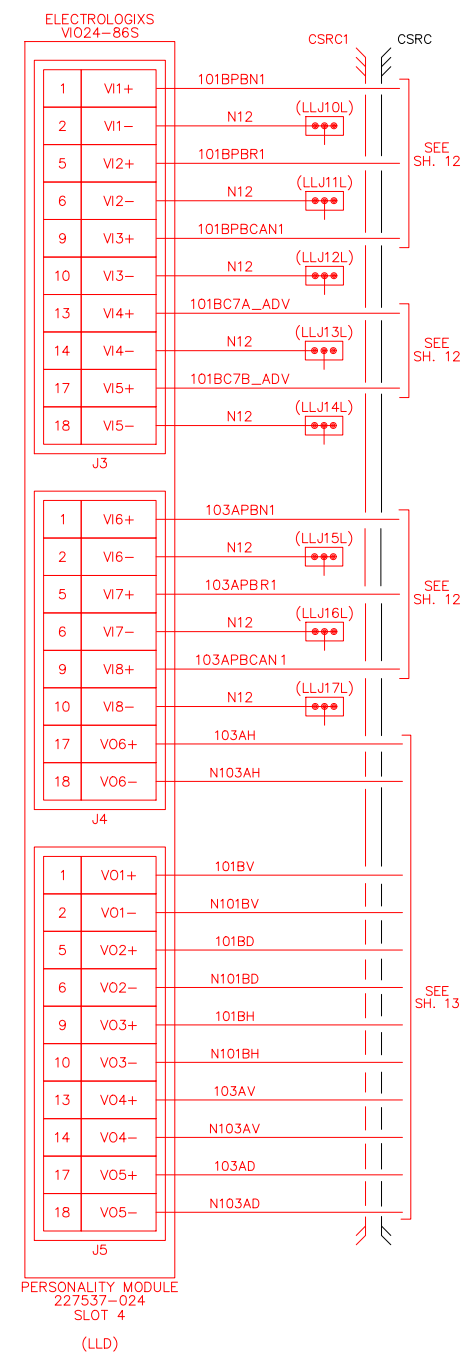 ELECTROLOGIXS
VIO24-86S
CSRC1
CSRC
1 VI1+ 101BPBN1
2 VI1- N12 (LLJ10L)
5 VI2+ 101BPBR1
6 VI2- N12 (LLJ11L)
9 VI3+ 101BPBCAN1
10 VI3- N12 (LLJ12L)
SEE
SH. 12
13 VI4+ 101BC7A_ADV
14 VI4- N12 (LLJ13L)
17 VI5+ 101BC7B_ADV
18 VI5- N12 (LLJ14L)
SEE
SH. 12
J3
1 VI6+ 103APBN1
2 VI6- N12 (LLJ15L)
5 VI7+ 103APBR1
6 VI7- N12 (LLJ16L)
9 VI8+ 103APBCAN1
10 VI8- N12 (LLJ17L)
SEE
SH. 12
17 VO6+ 103AH
18 VO6- N103AH
J4
1 VO1+ 101BV
2 VO1- N101BV
5 VO2+ 101BD
6 VO2- N101BD
9 VO3+ 101BH
10 VO3- N101BH
13 VO4+ 103AV
14 VO4- N103AV
17 VO5+ 103AD
18 VO5- N103AD
SEE
SH. 13
J5
PERSONALITY MODULE
227537-024
SLOT 4
(LLD)